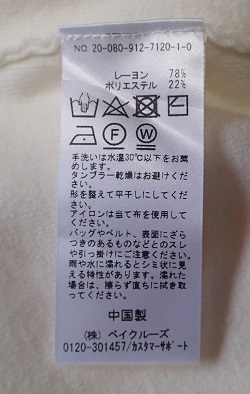 NO. 20-080-912-7120-1-0
レーヨン 78%
ポリエステル 22%
F W
手洗いは水温30℃以下をお薦
めします。
タンブラー乾燥はお避けくださ
い。
形を整えて平干しにしてくださ
い。
アイロンは当て布を使用して
ください。
バッグやベルト、表面にざら
つきのあるものなどとのスレ
や引っ掛けにご注意ください。
雨や水に濡れるとシミ状に見
える特性があります。濡れた
場合は、擦らず直ちに拭き取
ってください。
中国製
(株) ベイクルーズ
0120-301457/カスタマーサポート